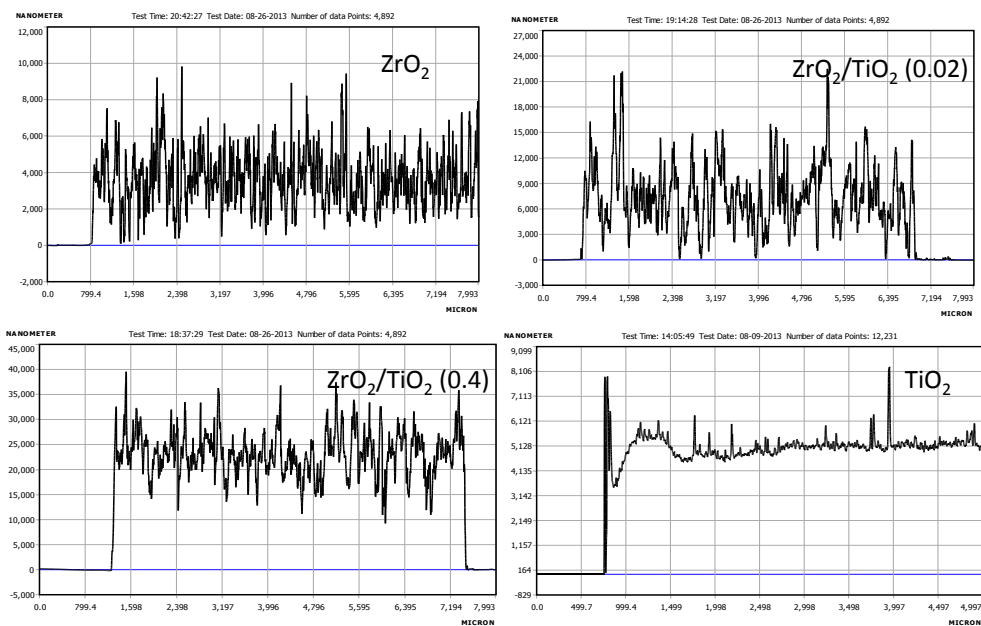 NANOMETER Test Time: 20:42:27 Test Date: 08-26-2013 Number of data Points: 4,892
12,000
10,000
8,000
6,000
4,000
2,000
0
-2,000
ZrO₂
0.0 799.4 1,598 2,398 3,197 3,996 4,796 5,595 6,395 7,194 7,993
MICRON
NANOMETER Test Time: 19:14:28 Test Date: 08-26-2013 Number of data Points: 4,892
27,000
24,000
21,000
18,000
15,000
12,000
9,000
6,000
3,000
0
-3,000
ZrO₂/TiO₂ (0.02)
0.0 799.4 1,598 2,398 3,197 3,996 4,796 5,595 6,395 7,194 7,993
MICRON
NANOMETER Test Time: 18:37:29 Test Date: 08-26-2013 Number of data Points: 4,892
45,000
40,000
35,000
30,000
25,000
20,000
15,000
10,000
5,000
0
-5,000
ZrO₂/TiO₂ (0.4)
0.0 799.4 1,598 2,398 3,197 3,996 4,796 5,595 6,395 7,194 7,993
MICRON
NANOMETER Test Time: 14:05:49 Test Date: 08-09-2013 Number of data Points: 12,231
9,099
8,106
7,113
6,121
5,128
4,135
3,142
2,149
1,157
164
-829
TiO₂
0.0 499.7 999.4 1,499 1,998 2,498 2,998 3,498 3,997 4,497 4,997
MICRON